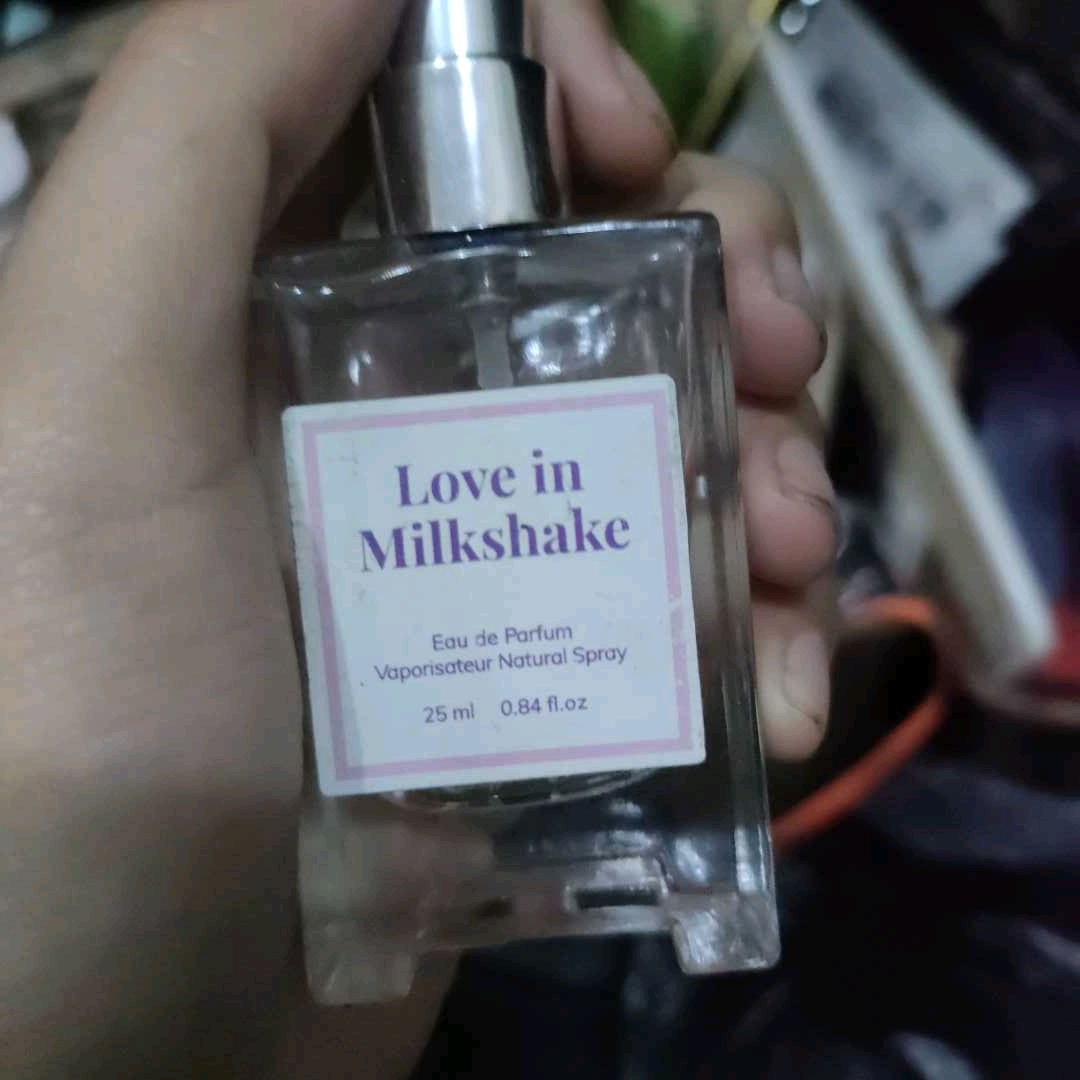 Love in
Milkshake
Eau de Parfum
Vaporisateur Natural Spray
25 ml 0.84 fl.oz